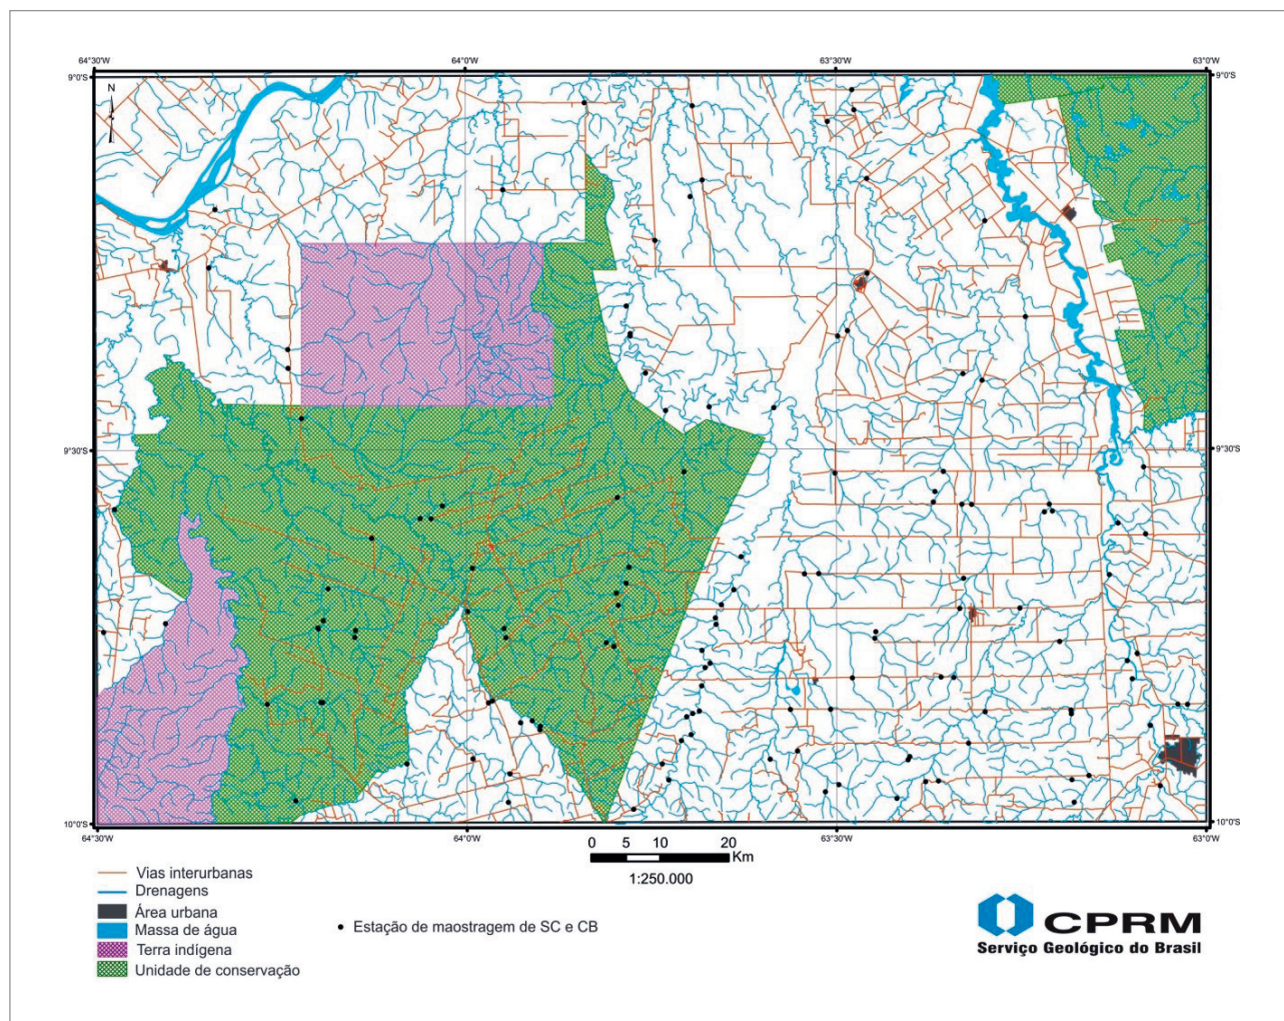 64°30'W
64°0'W
63°30'W
63°0'W
9°0'S
9°0'S
N
9°30'S
9°30'S
10°0'S
10°0'S
64°30'W
64°0'W
63°30'W
63°0'W
0 5 10 20
Km
1:250.000
Vias interurbanas
Drenagens
Área urbana
Massa de água
Terra indígena
Unidade de conservação
Estação de maostragem de SC e CB
CPRM
Serviço Geológico do Brasil